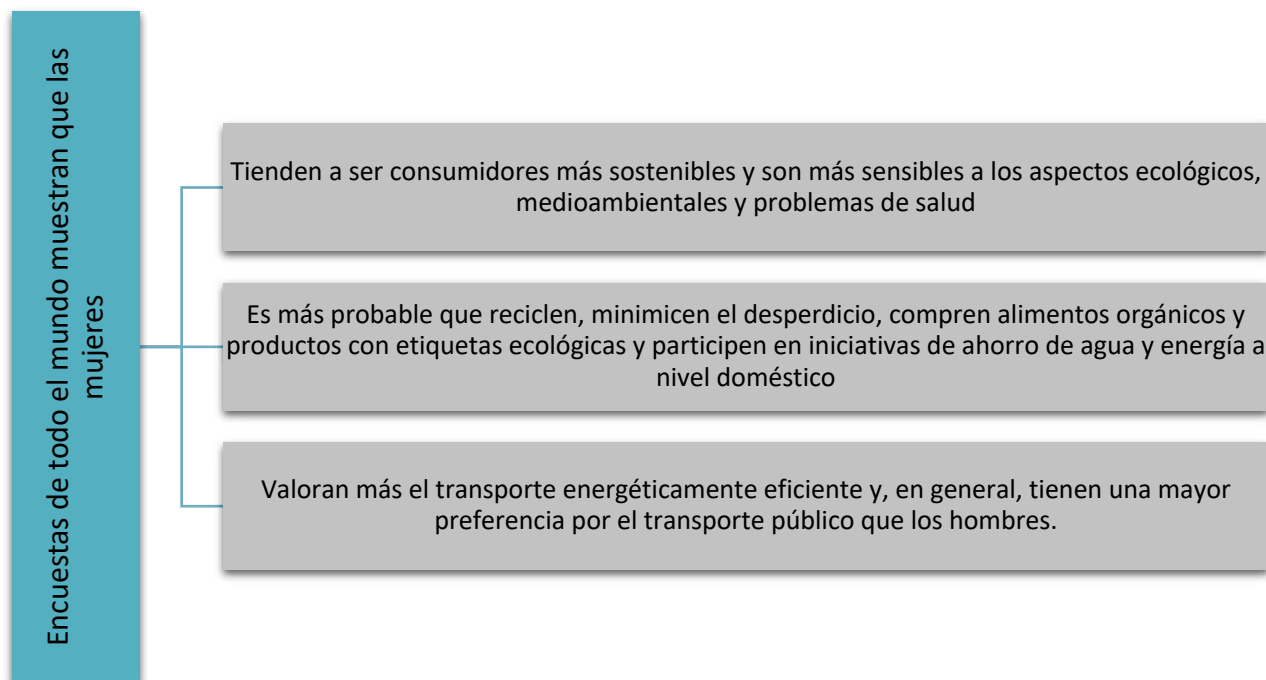 Encuestas de todo el mundo muestran que las
mujeres
Tienden a ser consumidores más sostenibles y son más sensibles a los aspectos ecológicos,
medioambientales y problemas de salud
Es más probable que reciclen, minimicen el desperdicio, compren alimentos orgánicos y
productos con etiquetas ecológicas y participen en iniciativas de ahorro de agua y energía a
nivel doméstico
Valoran más el transporte energéticamente eficiente y, en general, tienen una mayor
preferencia por el transporte público que los hombres.